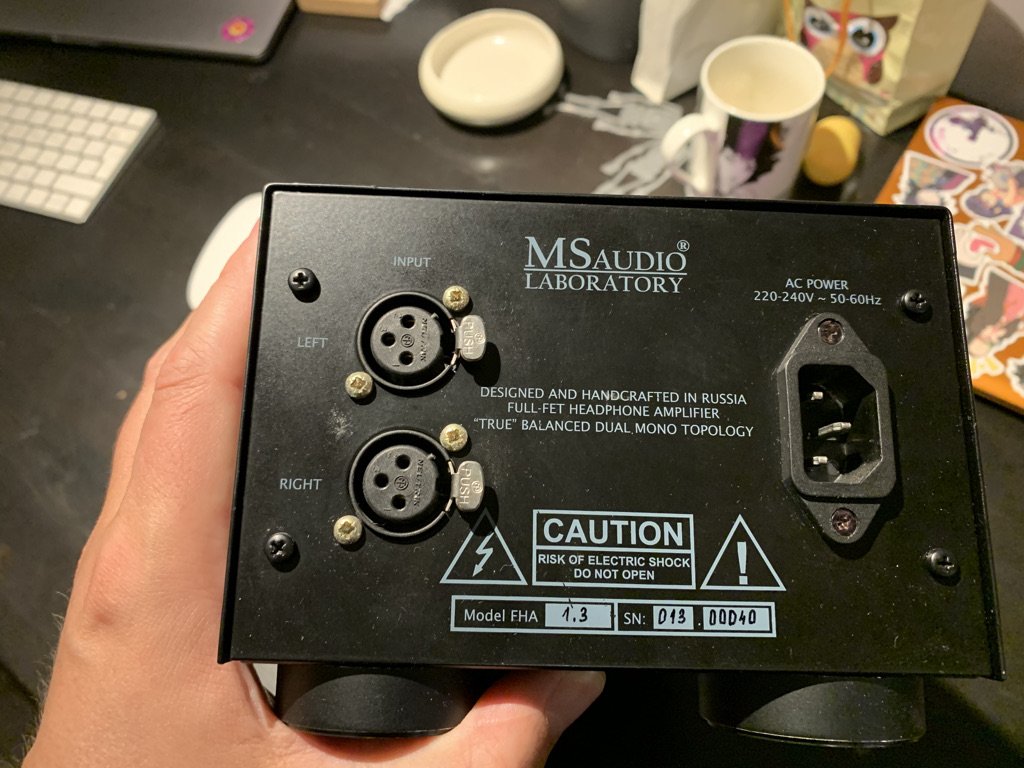 INPUT
MSAUDIO®
LABORATORY
AC POWER
220-240V ~ 50-60Hz
LEFT
PUSH
DESIGNED AND HANDCRAFTED IN RUSSIA
FULL-FET HEADPHONE AMPLIFIER
“TRUE” BALANCED DUAL MONO TOPOLOGY
RIGHT
PUSH
CAUTION
RISK OF ELECTRIC SHOCK
DO NOT OPEN
Model FHA 1.3 SN: 013.00D40